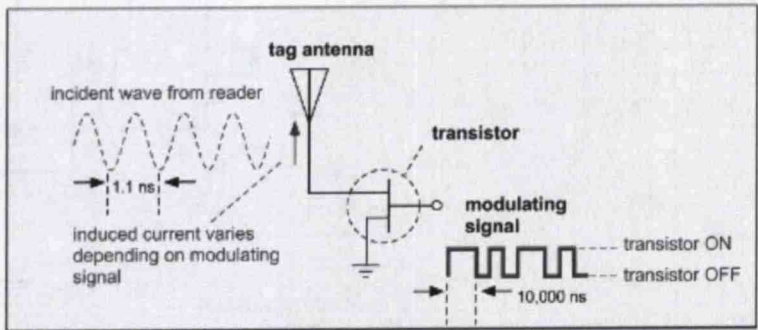 tag antenna
incident wave from reader
transistor
1.1 ns
modulating
signal
induced current varies
depending on modulating
signal
transistor ON
transistor OFF
10,000 ns